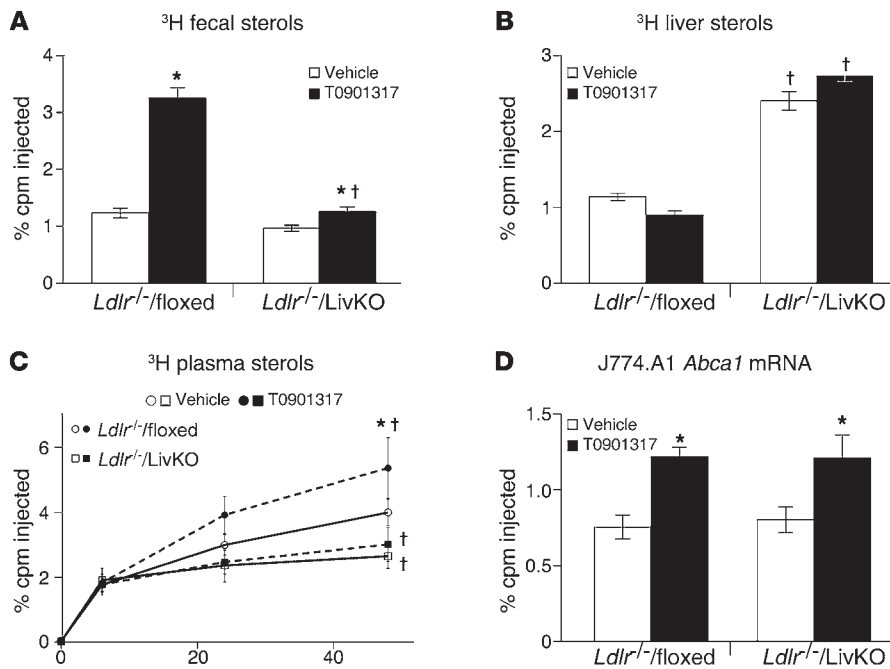 A
³H fecal sterols
% cpm injected
4
3
2
1
0
Vehicle
T0901317
*
* †
Ldlr⁻/⁻/floxed
Ldlr⁻/⁻/LivKO
B
³H liver sterols
% cpm injected
3
2
1
0
Vehicle
T0901317
†
†
Ldlr⁻/⁻/floxed
Ldlr⁻/⁻/LivKO
C
³H plasma sterols
Vehicle
T0901317
Ldlr⁻/⁻/floxed
Ldlr⁻/⁻/LivKO
% cpm injected
6
4
2
0
* †
†
†
0
20
40
D
J774.A1 Abca1 mRNA
% cpm injected
1.5
1.0
0.5
0
Vehicle
T0901317
*
*
Ldlr⁻/⁻/floxed
Ldlr⁻/⁻/LivKO